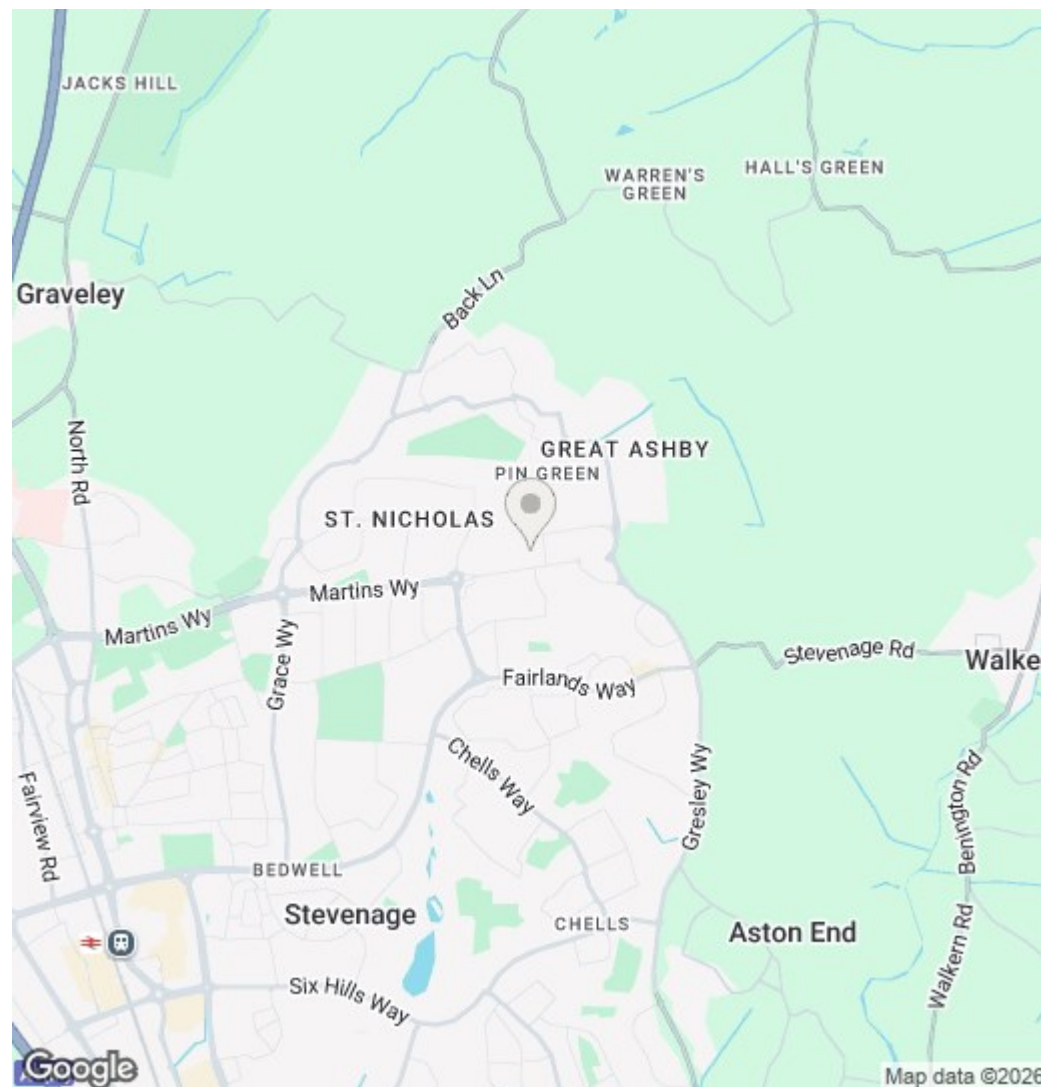 JACKS HILL
WARREN'S
GREEN
HALL'S GREEN
Graveley
Back Ln
North Rd
GREAT ASHBY
PIN GREEN
ST. NICHOLAS
Martins Wy
Martins Wy
Grace Wy
Stevenage Rd
Walke
Fairlands Way
Chells Way
Gresley Wy
Fairview Rd
Benington Rd
BEDWELL
Stevenage
CHELLS
Aston End
Walkern Rd
Six Hills Way
Google
Map data ©2026